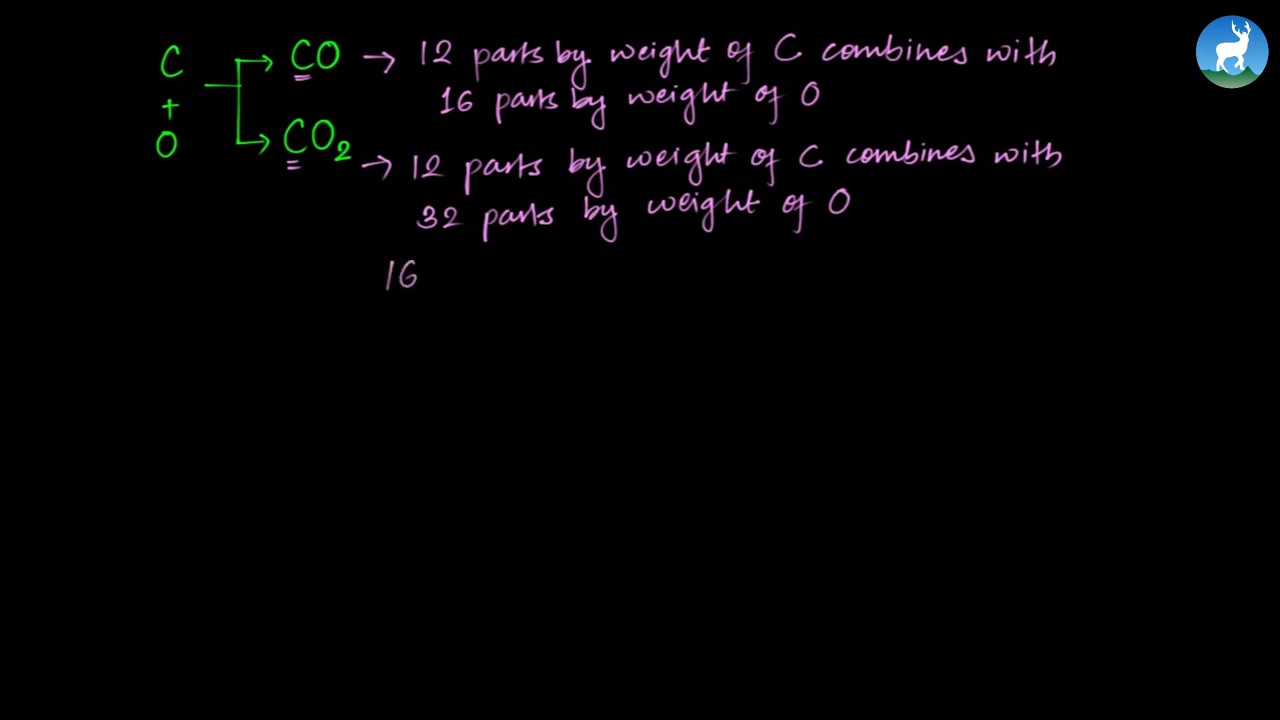 C
+
O
→ CO → 12 parts by weight of C combines with
16 parts by weight of O
→ CO₂ → 12 parts by weight of C combines with
32 parts by weight of O
16